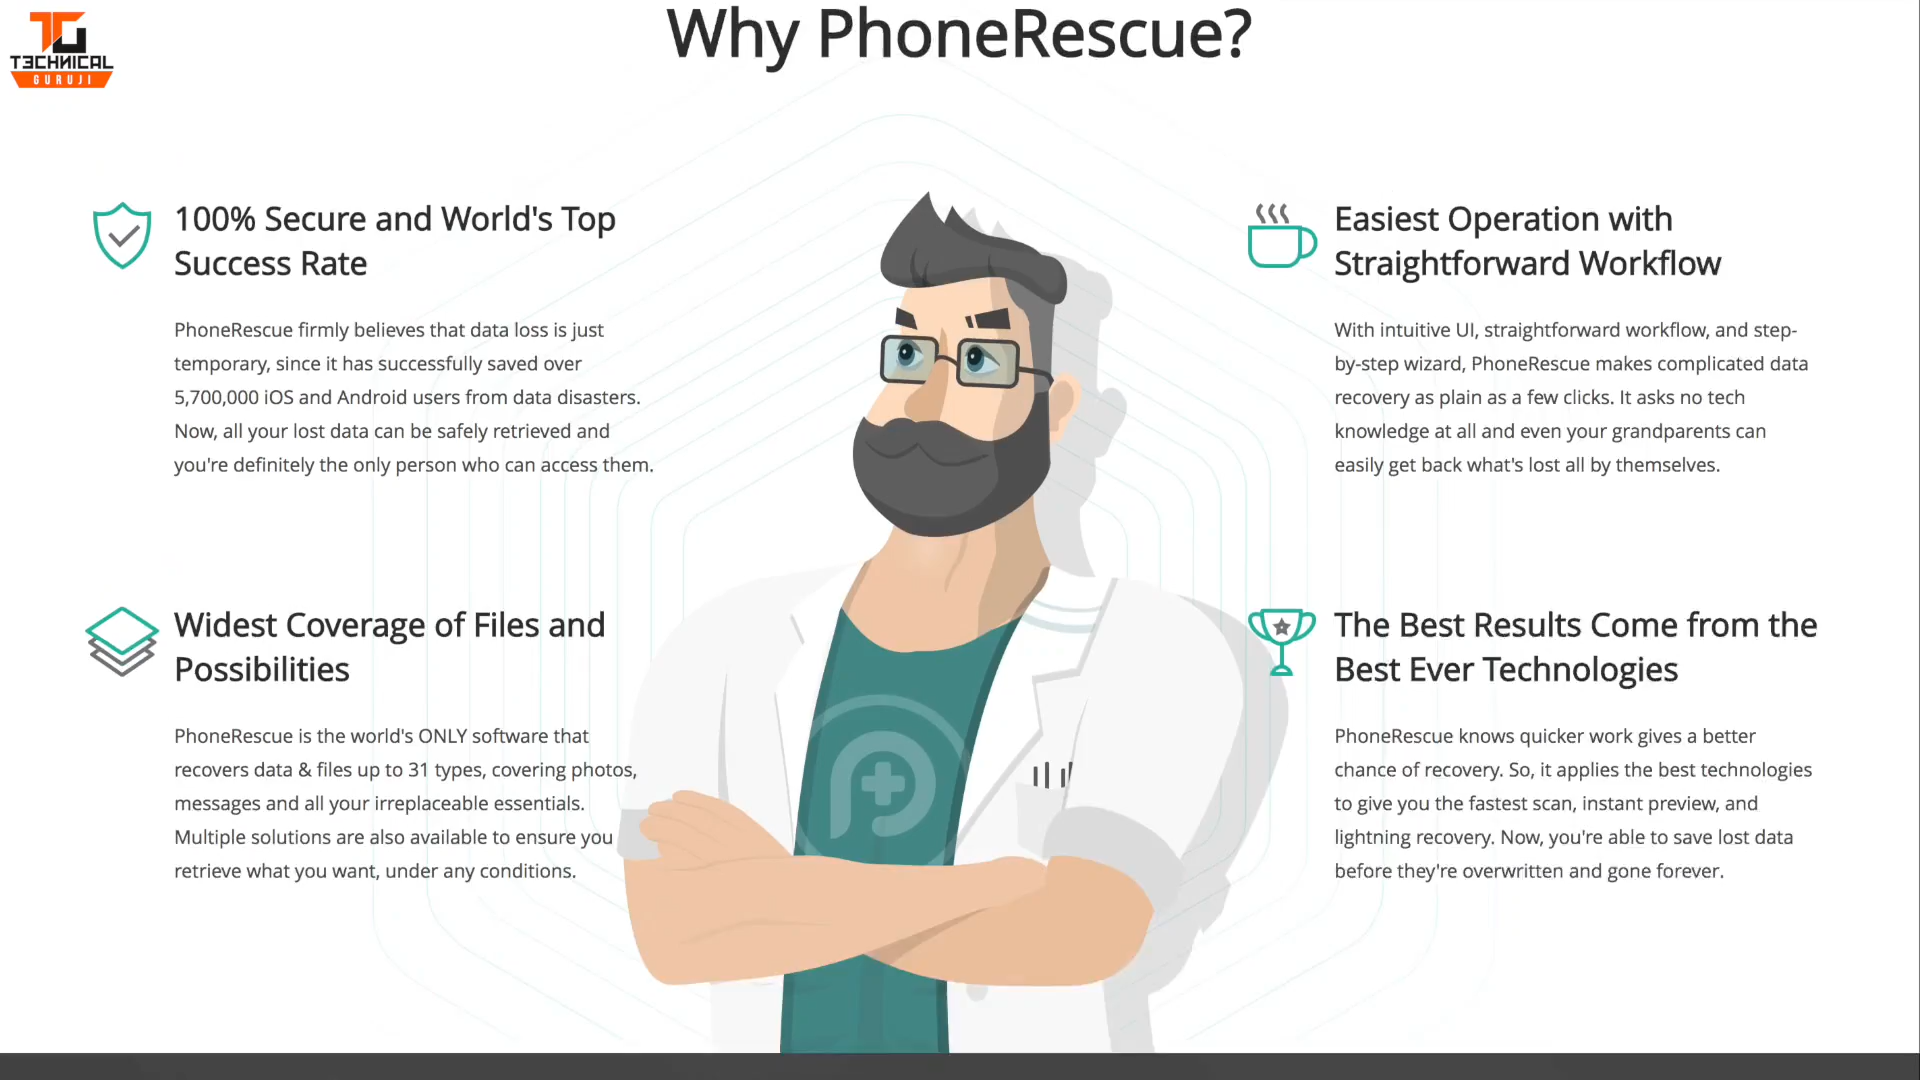 TG
TECHNICAL
GURUJI
Why PhoneRescue?
100% Secure and World's Top
Success Rate
PhoneRescue firmly believes that data loss is just
temporary, since it has successfully saved over
5,700,000 iOS and Android users from data disasters.
Now, all your lost data can be safely retrieved and
you're definitely the only person who can access them.
Easiest Operation with
Straightforward Workflow
With intuitive UI, straightforward workflow, and step-
by-step wizard, PhoneRescue makes complicated data
recovery as plain as a few clicks. It asks no tech
knowledge at all and even your grandparents can
easily get back what's lost all by themselves.
Widest Coverage of Files and
Possibilities
PhoneRescue is the world's ONLY software that
recovers data & files up to 31 types, covering photos,
messages and all your irreplaceable essentials.
Multiple solutions are also available to ensure you
retrieve what you want, under any conditions.
The Best Results Come from the
Best Ever Technologies
PhoneRescue knows quicker work gives a better
chance of recovery. So, it applies the best technologies
to give you the fastest scan, instant preview, and
lightning recovery. Now, you're able to save lost data
before they're overwritten and gone forever.